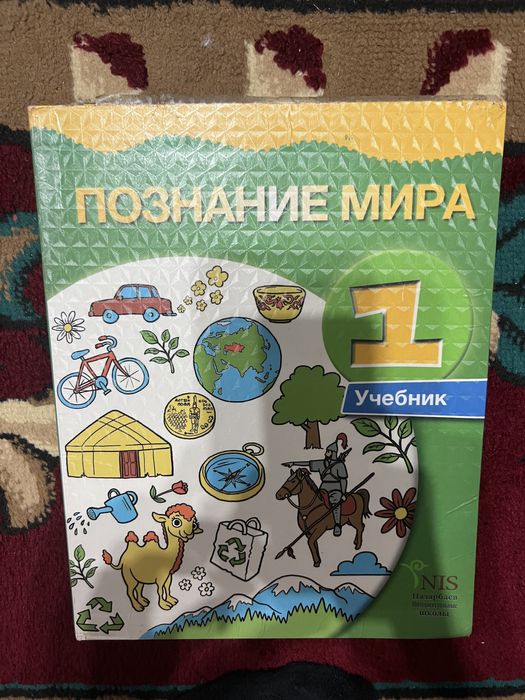 ПОЗНАНИЕ МИРА
1
Учебник
NIS
Назарбаев
Интеллектуальные
школы